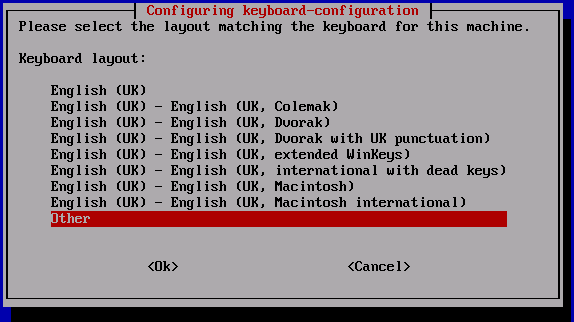 Configuring keyboard-configuration
Please select the layout matching the keyboard for this machine.
Keyboard layout:
English (UK)
English (UK) - English (UK, Colemak)
English (UK) - English (UK, Dvorak)
English (UK) - English (UK, Dvorak with UK punctuation)
English (UK) - English (UK, extended WinKeys)
English (UK) - English (UK, international with dead keys)
English (UK) - English (UK, Macintosh)
English (UK) - English (UK, Macintosh international)
Other
<Ok> <Cancel>